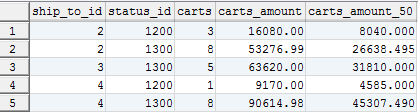 ship_to_id status_id carts carts_amount carts_amount_50
1 2 1200 3 16080.00 8040.000
2 2 1300 8 53276.99 26638.495
3 3 1300 5 63620.00 31810.000
4 4 1200 1 9170.00 4585.000
5 4 1300 8 90614.98 45307.490